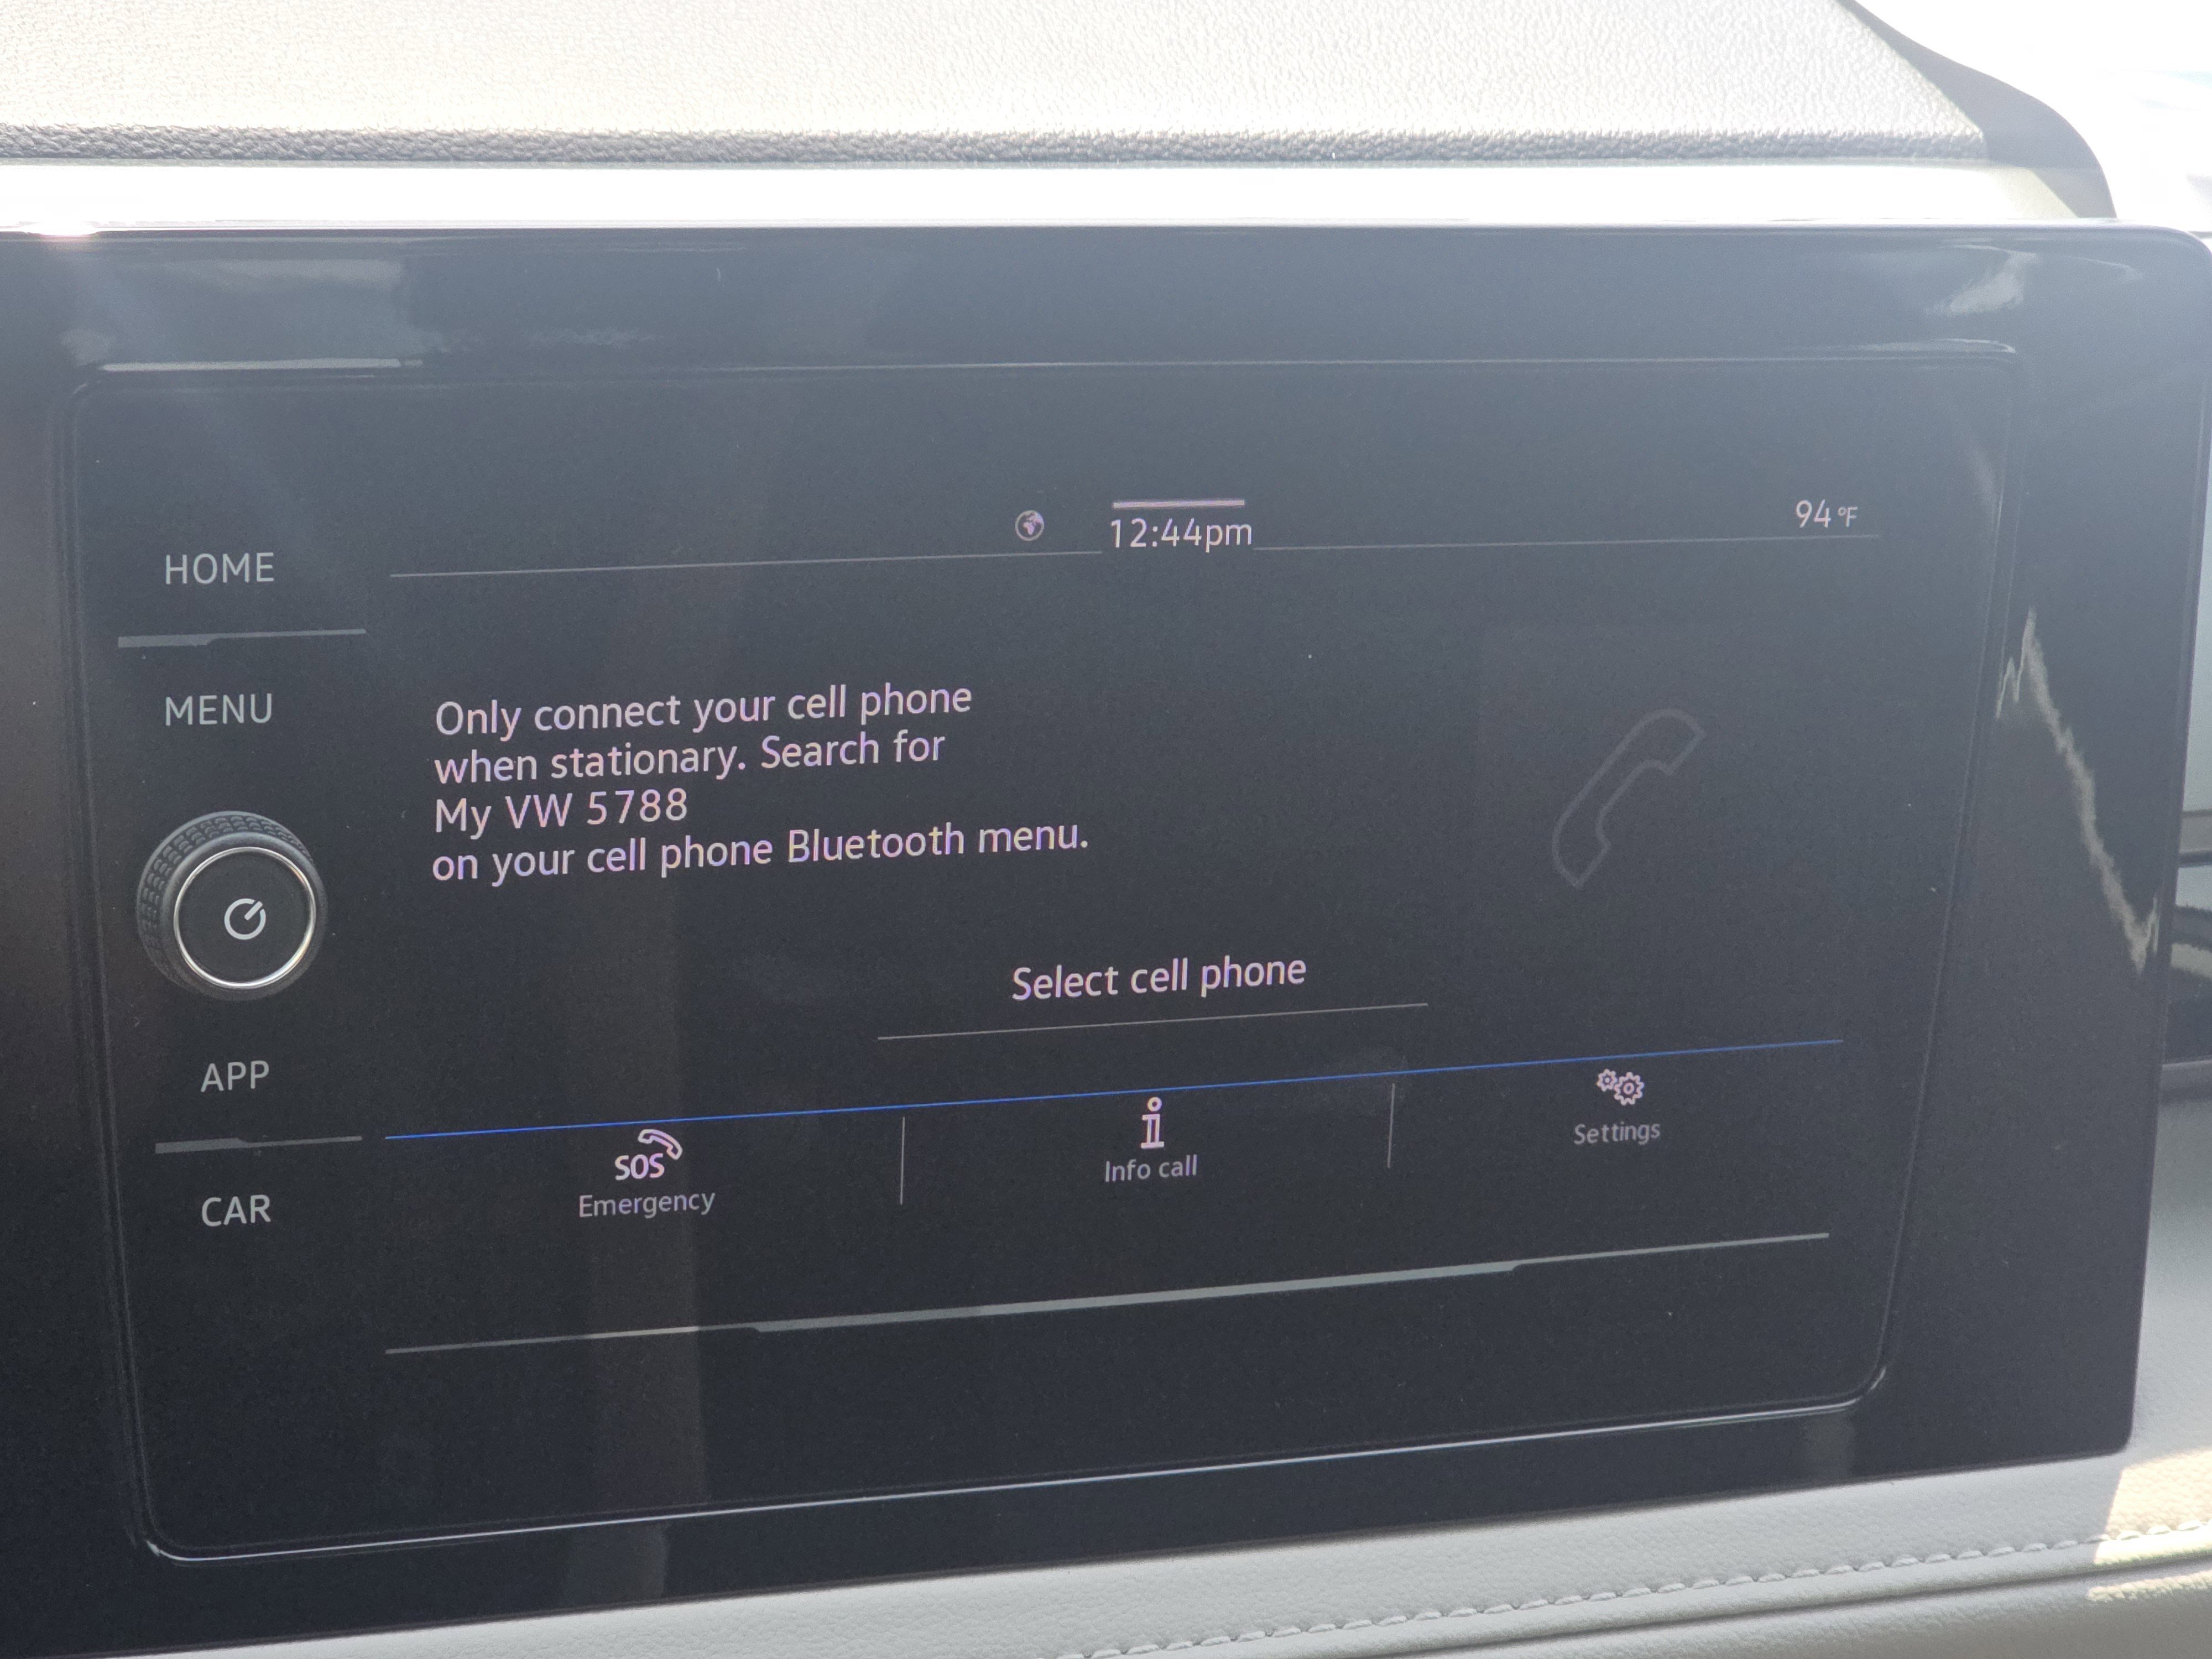 12:44pm
94°F
HOME
MENU
Only connect your cell phone
when stationary. Search for
My VW 5788
on your cell phone Bluetooth menu.
Select cell phone
APP
CAR
SOS
Emergency
i
Info call
Settings